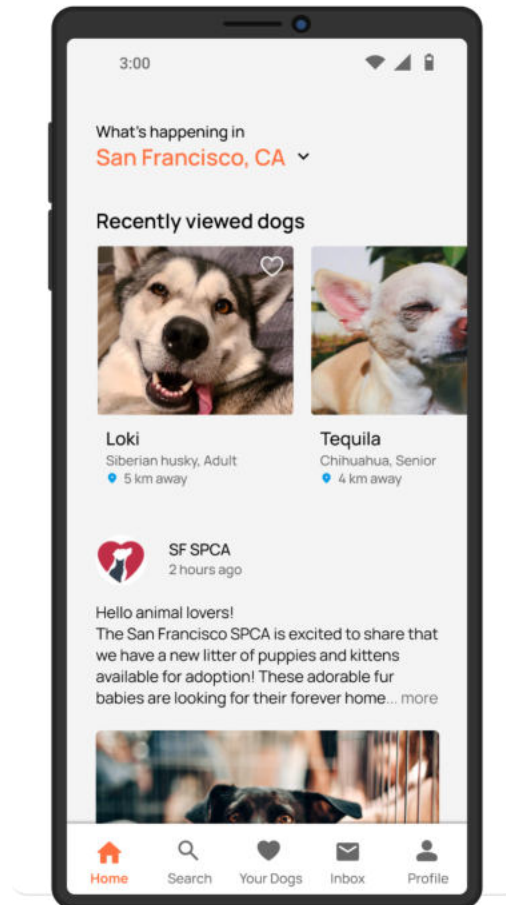 3:00
What's happening in
San Francisco, CA
Recently viewed dogs
Loki
Siberian husky, Adult
5 km away
Tequila
Chihuahua, Senior
4 km away
SF SPCA
2 hours ago
Hello animal lovers!
The San Francisco SPCA is excited to share that
we have a new litter of puppies and kittens
available for adoption! These adorable fur
babies are looking for their forever home... more
Home
Search
Your Dogs
Inbox
Profile